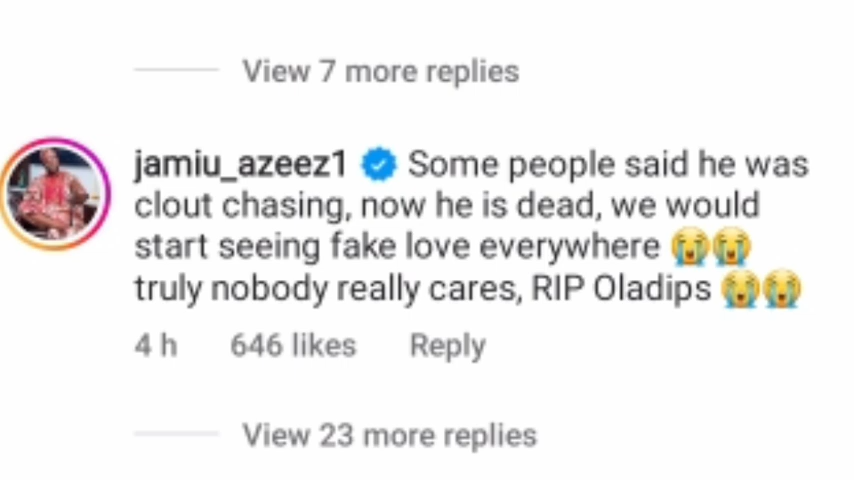 View 7 more replies
jamiu_azeez1 Some people said he was
clout chasing, now he is dead, we would
start seeing fake love everywhere 😭😭
truly nobody really cares, RIP Oladips 😭😭
4 h 646 likes Reply
View 23 more replies